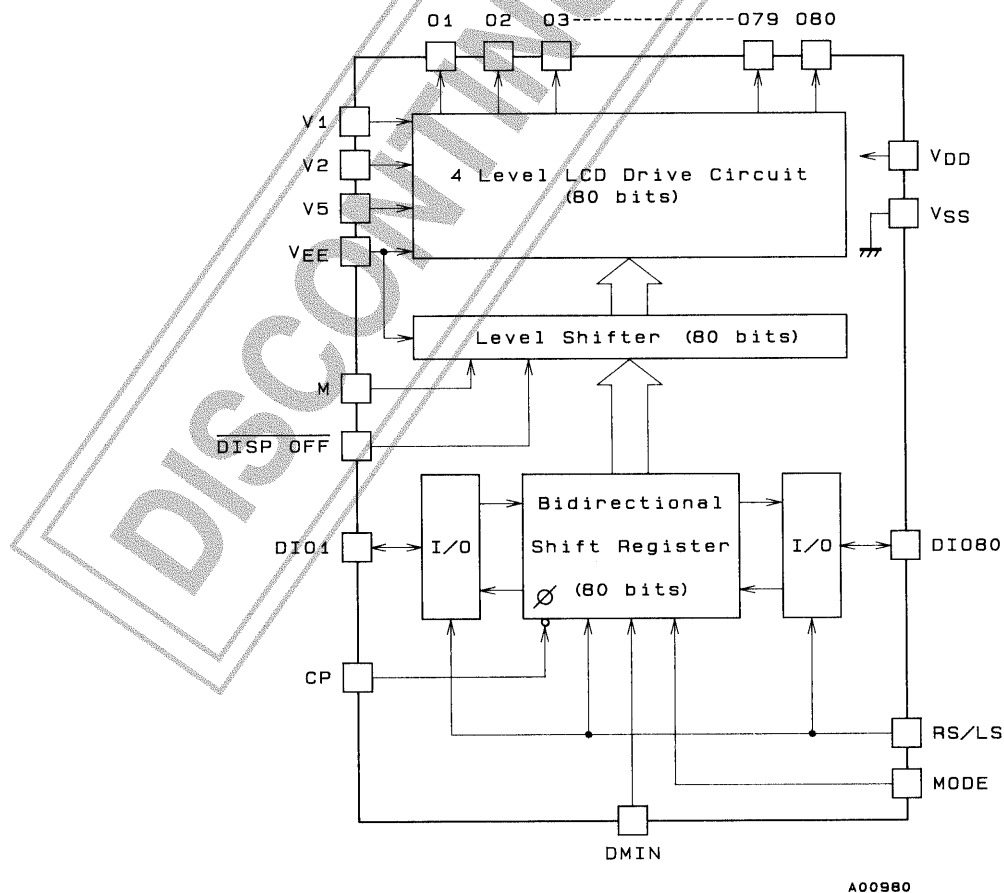 O1 O2 O3 O79 O80
V1
V2
V5
VEE
4 Level LCD Drive Circuit
(80 bits)
VDD
VSS
Level Shifter (80 bits)
M
DISP OFF
DIO1
I/O
Bidirectional
Shift Register
Ø (80 bits)
I/O
DIO80
CP
RS/LS
MODE
DMIN
A00980